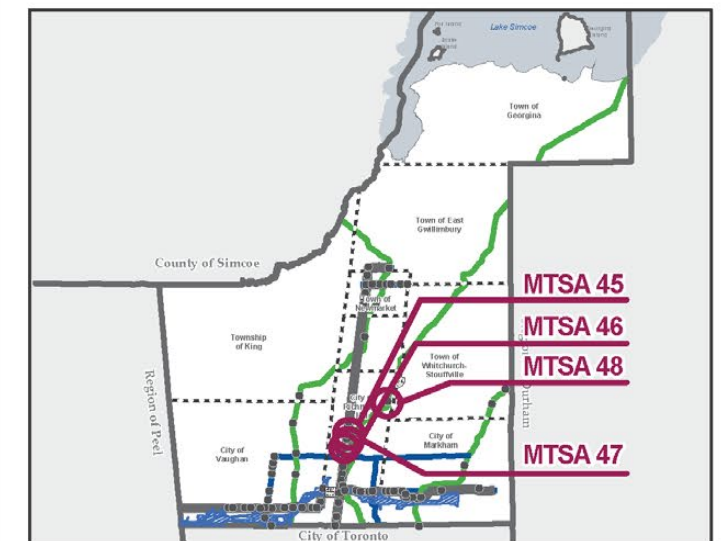 Lake Simcoe
Town of
Georgina
Town of East
Gwillimbury
County of Simcoe
MTSA 45
Town of
Newmarket
MTSA 46
Township
of King
Town of
Whitchurch-
Stouffville
MTSA 48
Durham
Region of Peel
City of
Vaughan
City of
Markham
MTSA 47
City of Toronto